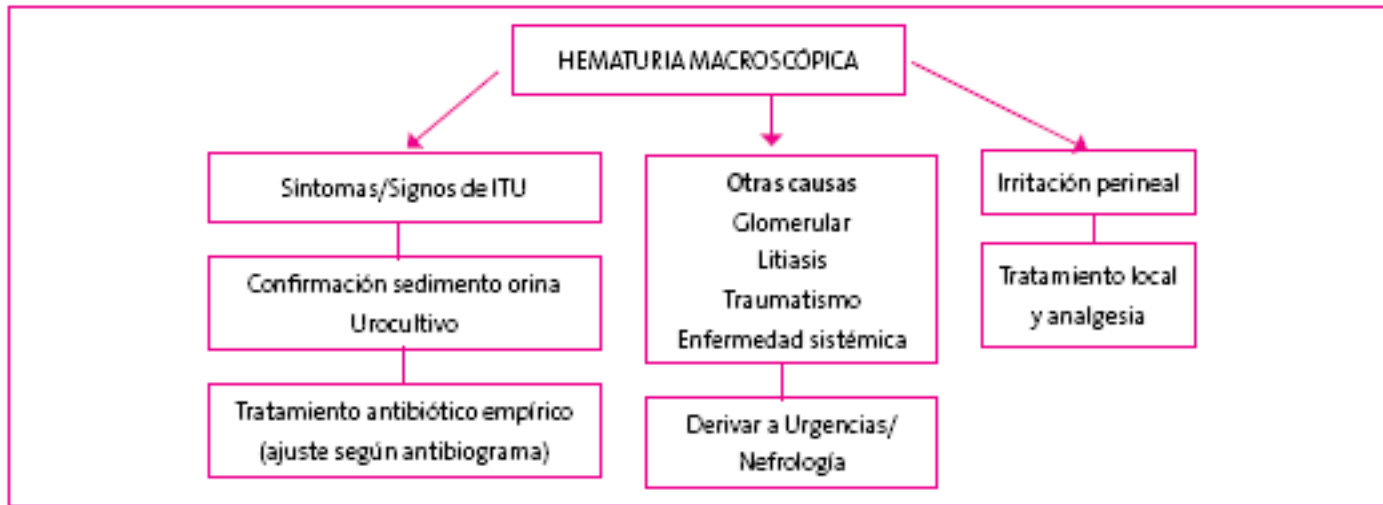 HEMATURIA MACROSCÓPICA
Síntomas/Signos de ITU
Confirmación sedimento orina
Urocultivo
Tratamiento antibiótico empírico
(ajuste según antibiograma)
Otras causas
Glomerular
Litiasis
Traumatismo
Enfermedad sistémica
Derivar a Urgencias/
Nefrología
Irritación perineal
Tratamiento local
y analgesia